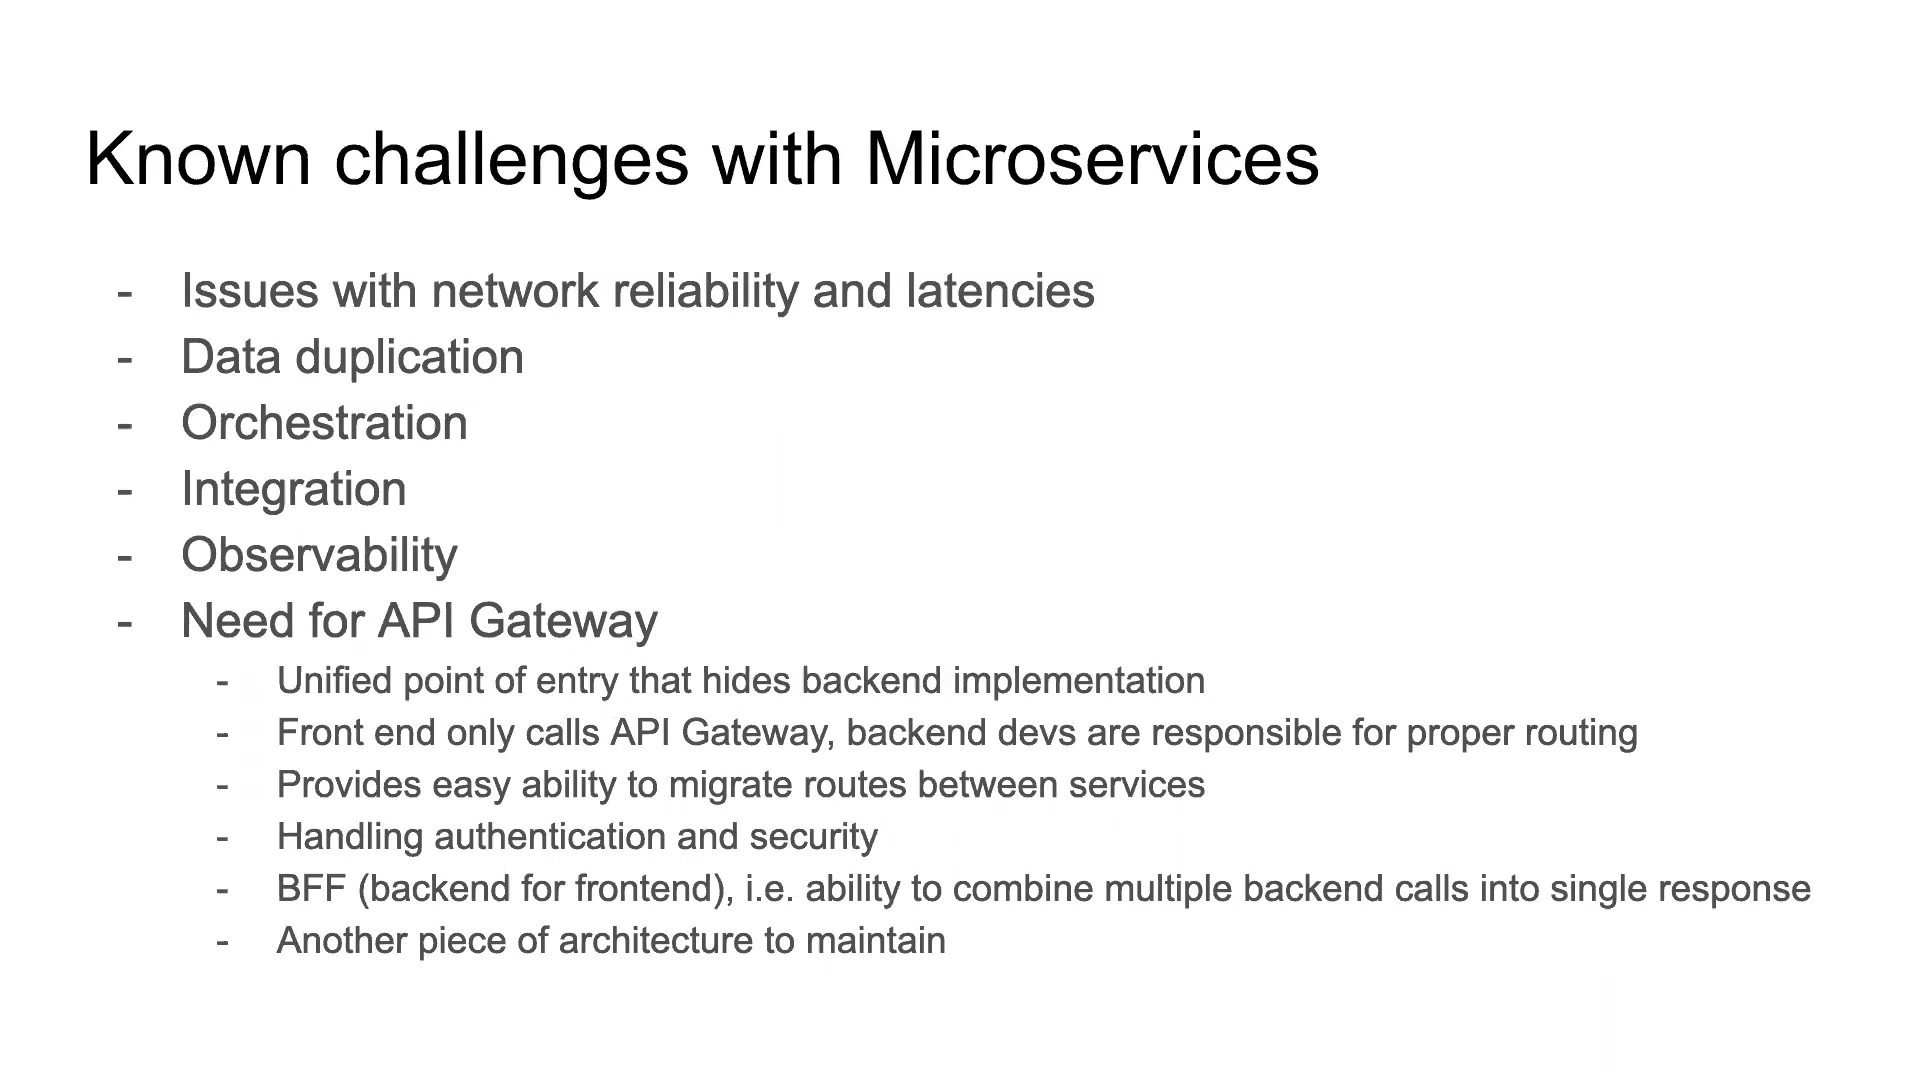 Known challenges with Microservices
- Issues with network reliability and latencies
- Data duplication
- Orchestration
- Integration
- Observability
- Need for API Gateway
- Unified point of entry that hides backend implementation
- Front end only calls API Gateway, backend devs are responsible for proper routing
- Provides easy ability to migrate routes between services
- Handling authentication and security
- BFF (backend for frontend), i.e. ability to combine multiple backend calls into single response
- Another piece of architecture to maintain